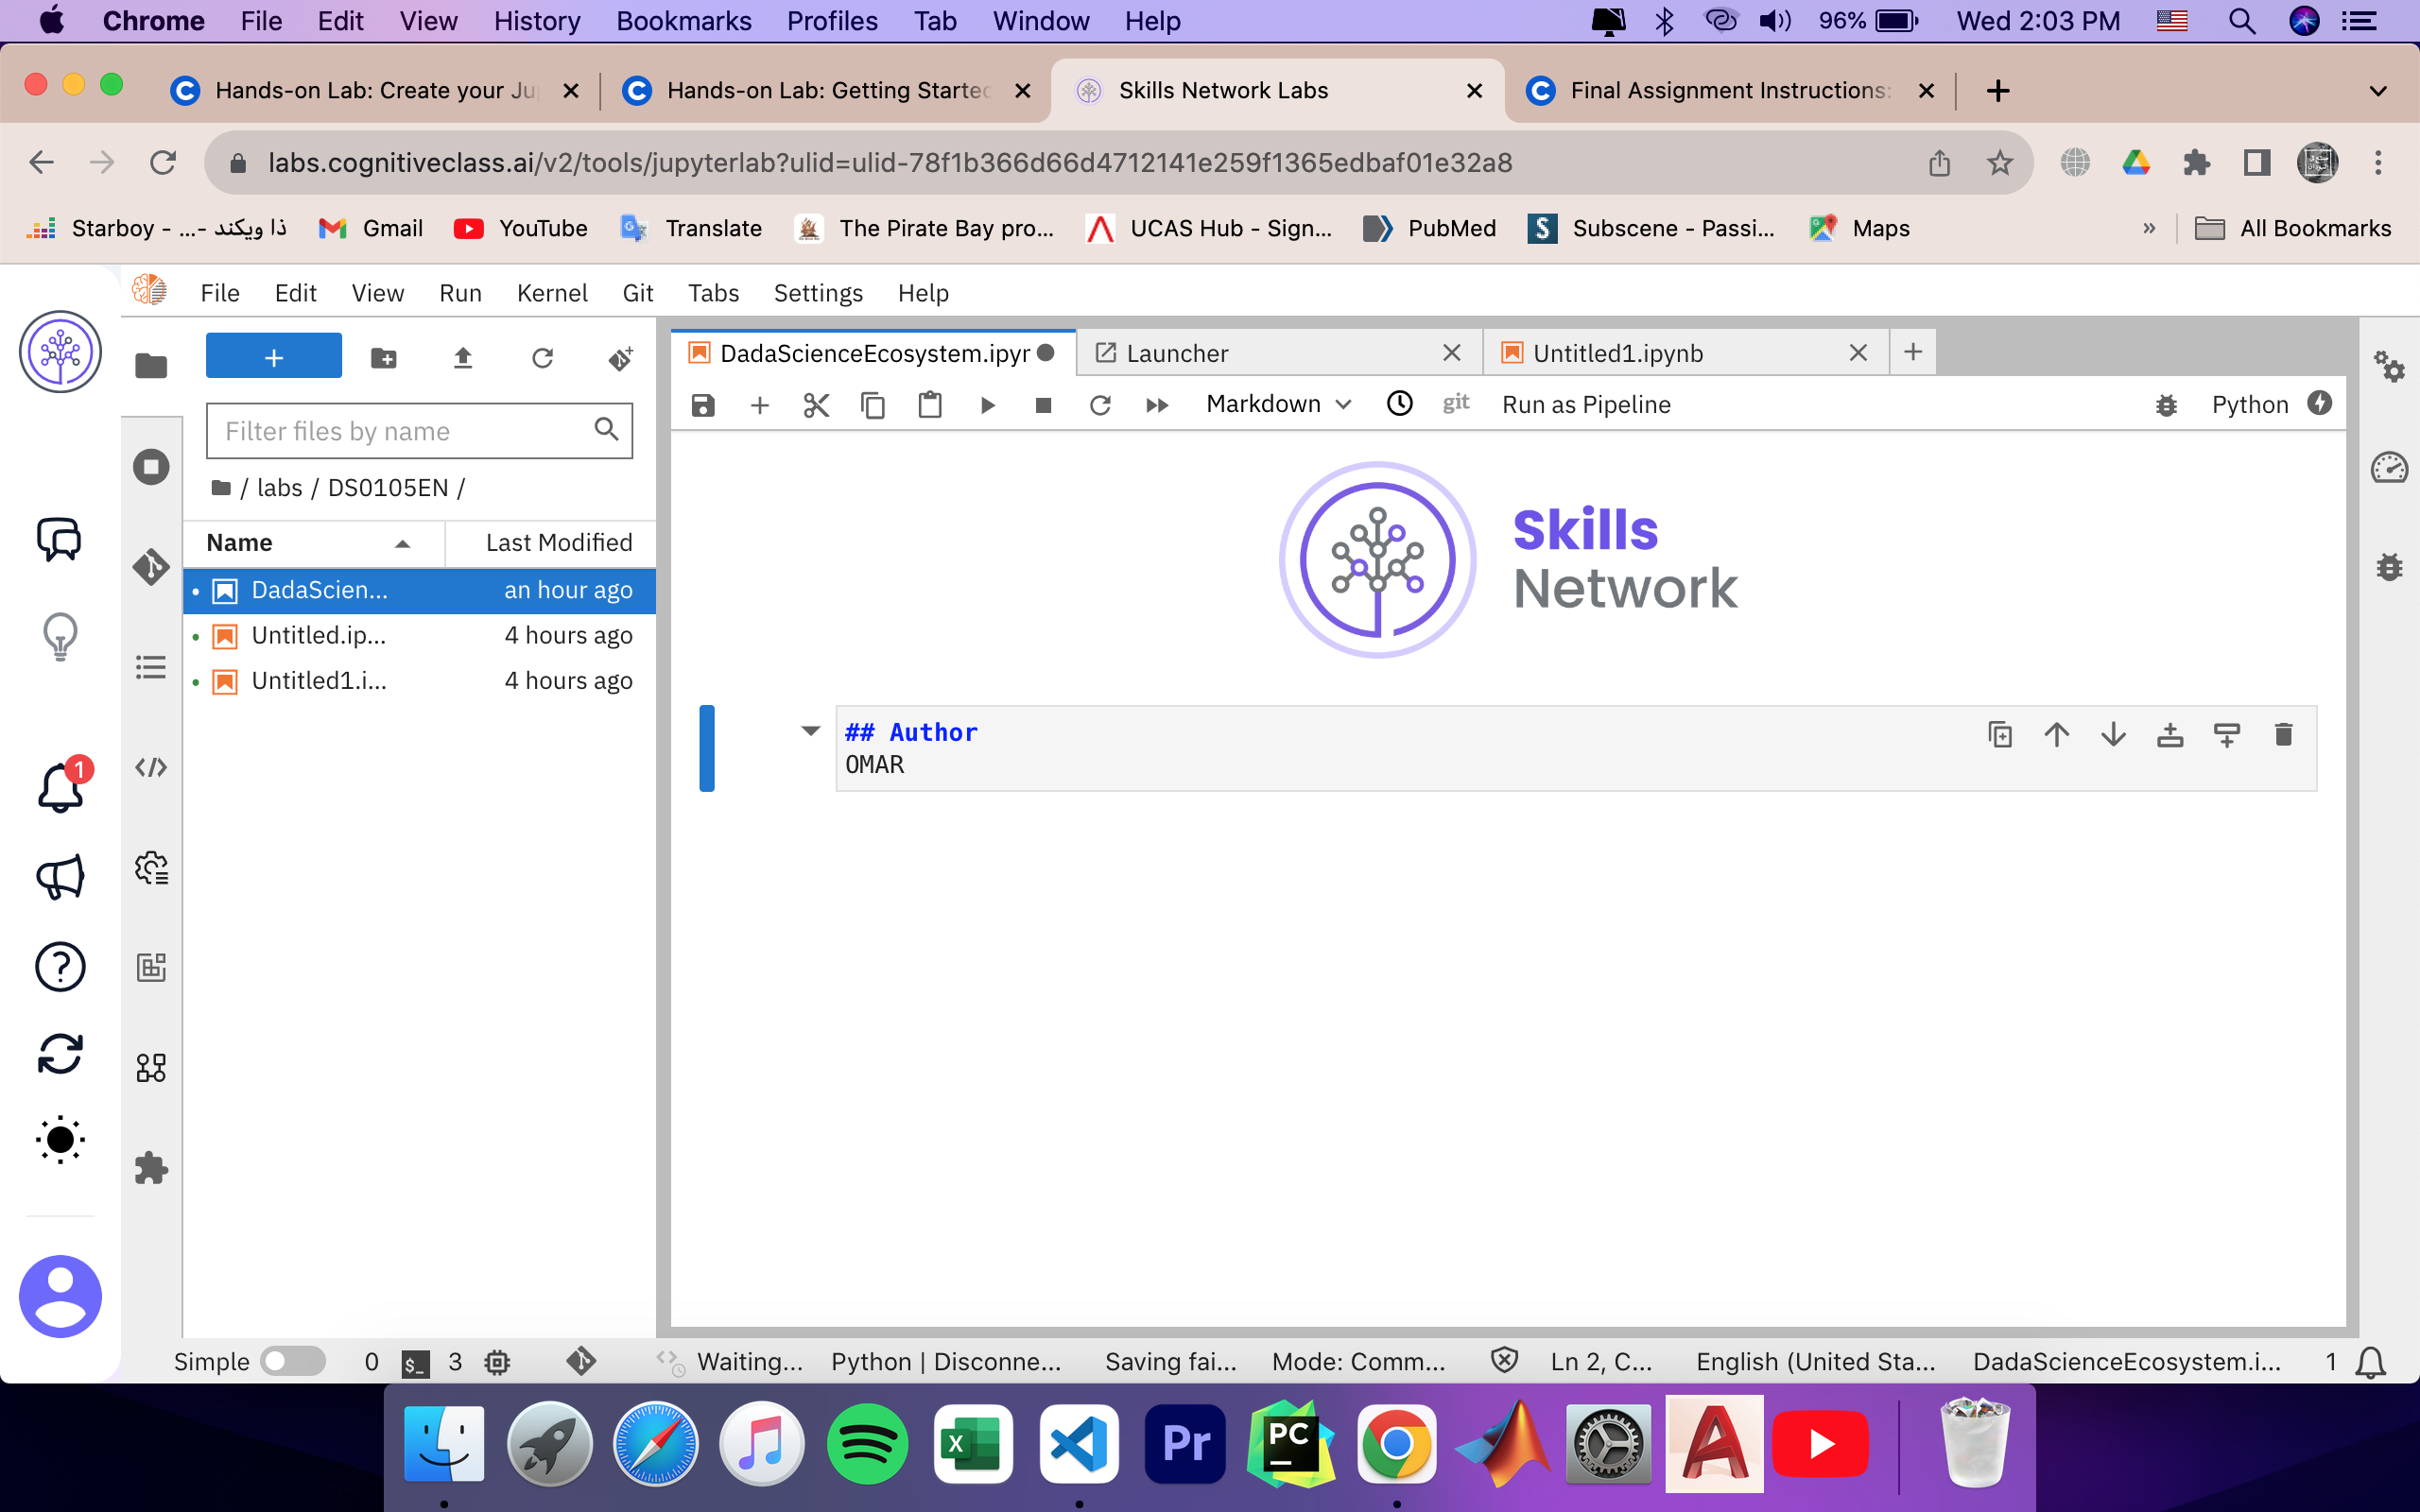 Chrome File Edit View History Bookmarks Profiles Tab Window Help 96% Wed 2:03 PM
Hands-on Lab: Create your Ju Hands-on Lab: Getting Started Skills Network Labs Final Assignment Instructions:
labs.cognitiveclass.ai/v2/tools/jupyterlab?ulid=ulid-78f1b366d66d4712141e259f1365edbaf01e32a8
Starboy - ...- ذا ويكند Gmail YouTube Translate The Pirate Bay pro... UCAS Hub - Sign... PubMed Subscene - Passi... Maps » All Bookmarks
File Edit View Run Kernel Git Tabs Settings Help
+ DadaScienceEcosystem.ipyr Launcher Untitled1.ipynb
Markdown git Run as Pipeline Python
Filter files by name
/ labs / DS0105EN /
Name Last Modified
DadaScien... an hour ago
Untitled.ip... 4 hours ago
Untitled1.i... 4 hours ago
Skills
Network
## Author
OMAR
1
Simple 0 $_ 3 Waiting... Python | Disconne... Saving fai... Mode: Comm... Ln 2, C... English (United Sta... DadaScienceEcosystem.i... 1
X Pr PC